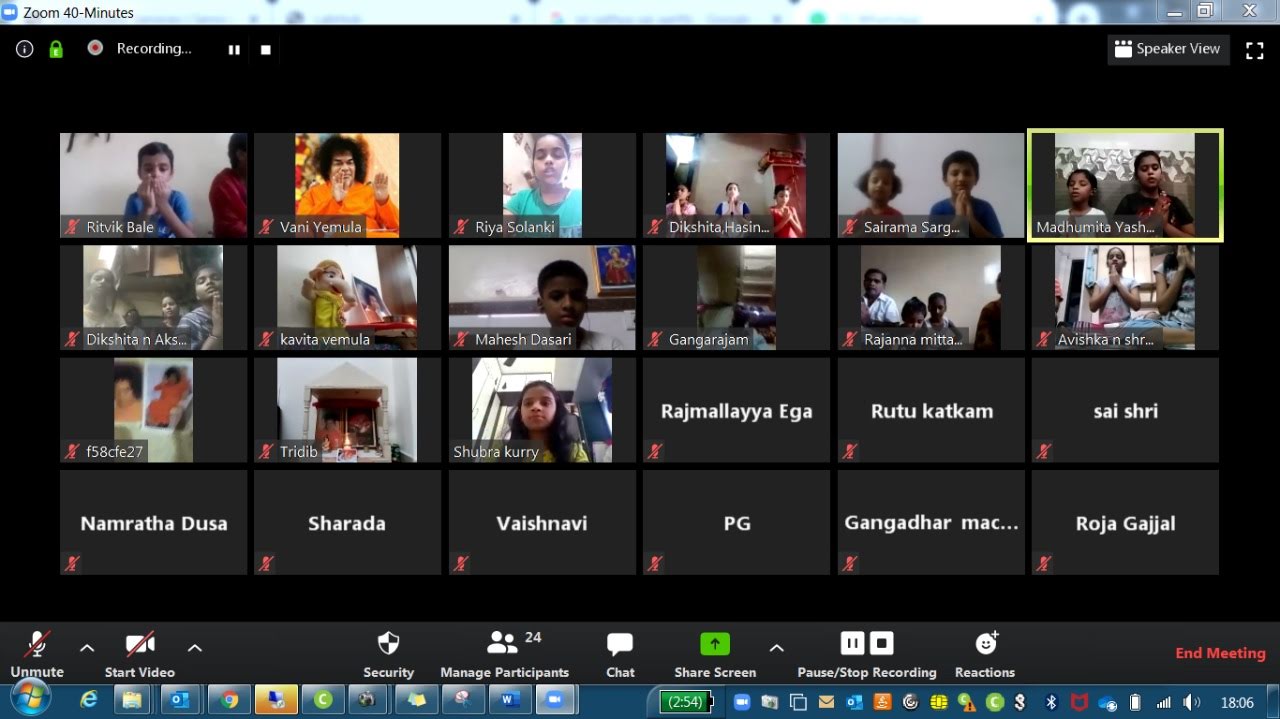 Zoom 40-Minutes
Recording...
Speaker View
Ritvik Bale
Vani Yemula
Riya Solanki
Dikshita,Hasin...
Sairama Sarg...
Madhumita Yash...
Dikshita n Aks...
kavita vemula
Mahesh Dasari
Gangarajam
Rajanna mitta...
Avishka n shr...
f58cfe27
Tridib
Shubra kurry
Rajmallayya Ega
Rutu katkam
sai shri
Namratha Dusa
Sharada
Vaishnavi
PG
Gangadhar mac...
Roja Gajjal
Unmute
Start Video
Security
24
Manage Participants
Chat
Share Screen
Pause/Stop Recording
Reactions
End Meeting
(2:54)
18:06